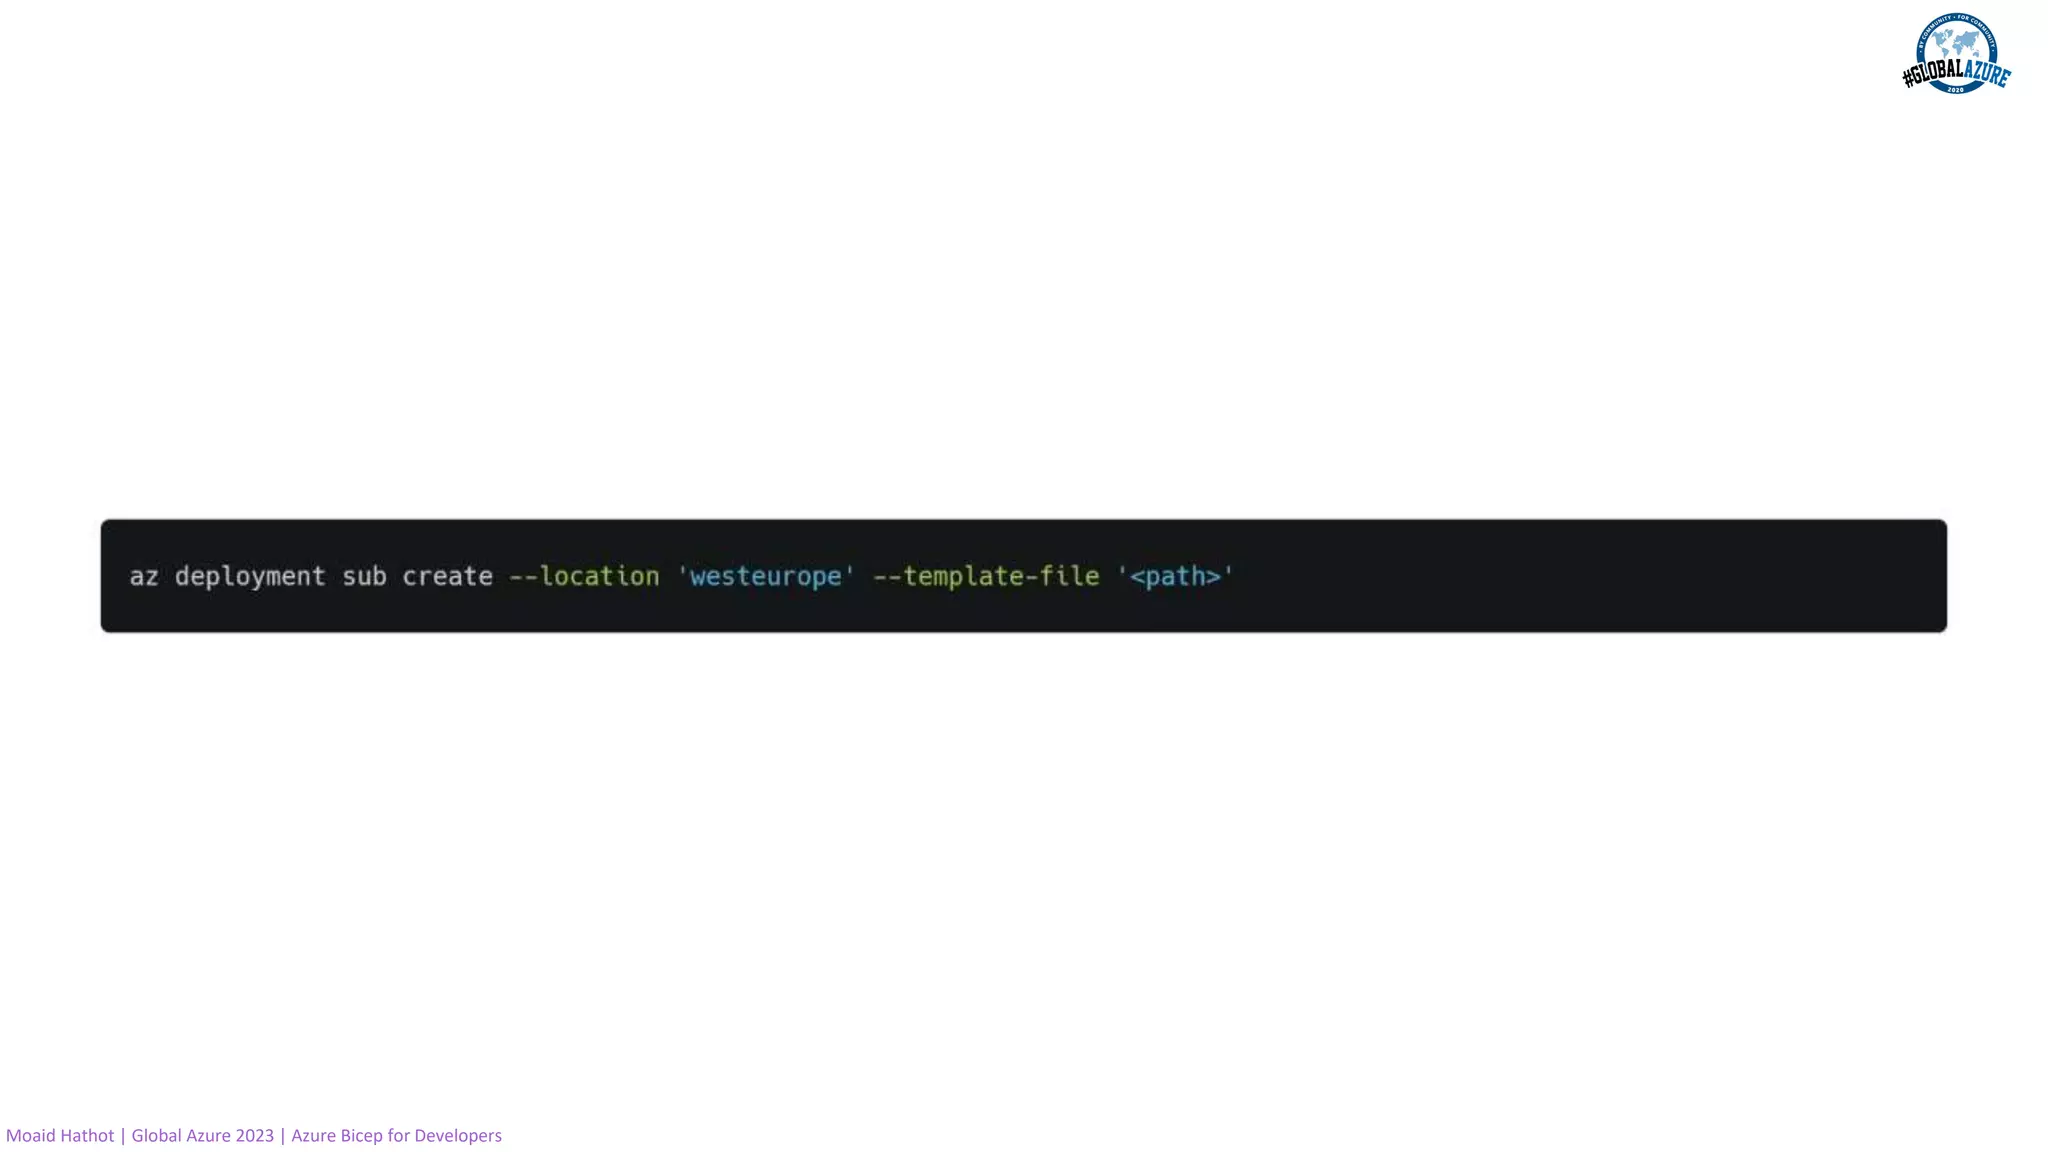 BY COMMUNITY • FOR COMMUNITY
#GLOBALAZURE
2020
az deployment sub create --location 'westeurope' --template-file '<path>'
Moaid Hathot | Global Azure 2023 | Azure Bicep for Developers